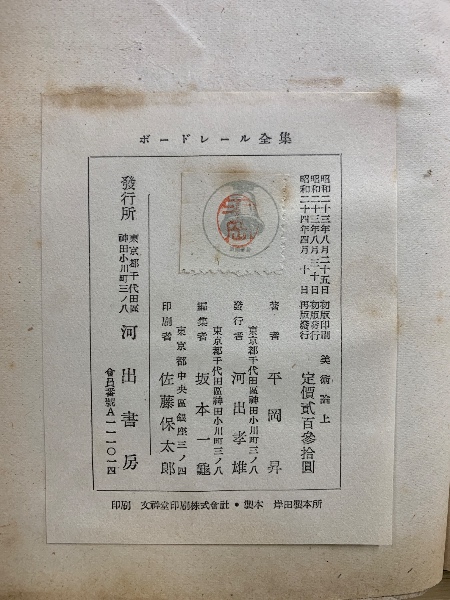 ボードレール全集
昭和二十三年八月二十五日 初版印刷
昭和二十三年八月三十日 初版發行
昭和二十四年四月十日 再版發行
美術論上
定價貳百參拾圓
著者 平岡昇
東京都千代田區神田小川町三ノ八
發行者 河出孝雄
東京都千代田區神田小川町三ノ八
編集者 坂本一亀
東京都中央區銀座三ノ四
印刷者 佐藤保太郎
發行所 東京都千代田區神田小川町三ノ八 河出書房
會員番號A一一一〇一四
印刷 文祥堂印刷株式會社・製本 岸田製本所